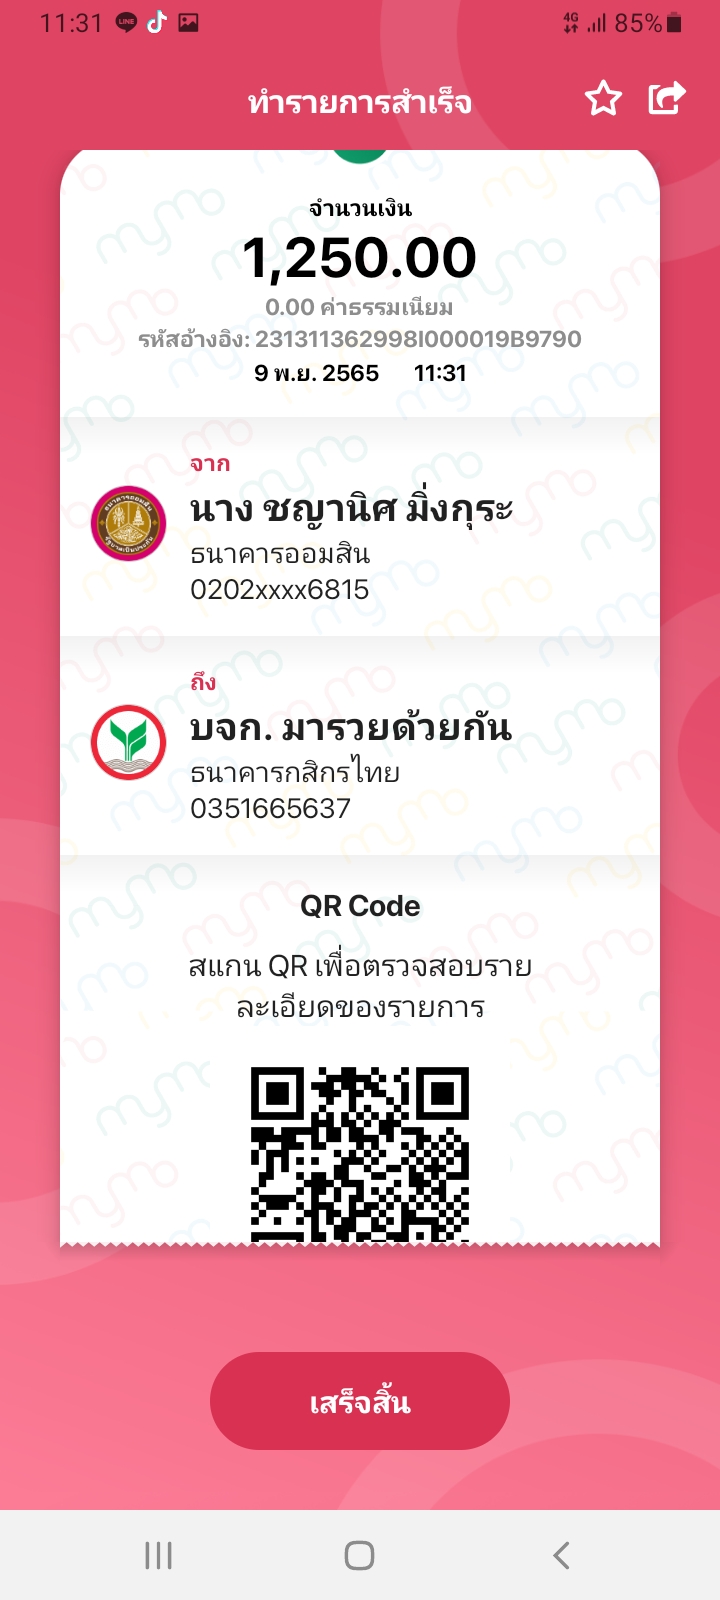 11:31 LINE 4G 85%
ทำรายการสำเร็จ
จำนวนเงิน
1,250.00
0.00 ค่าธรรมเนียม
รหัสอ้างอิง: 231311362998I000019B9790
9 พ.ย. 2565 11:31
จาก
นาง ชญานิศ มิ่งกุระ
ธนาคารออมสิน
0202xxxx6815
ถึง
บจก. มารวยด้วยกัน
ธนาคารกสิกรไทย
0351665637
QR Code
สแกน QR เพื่อตรวจสอบราย
ละเอียดของรายการ
เสร็จสิ้น